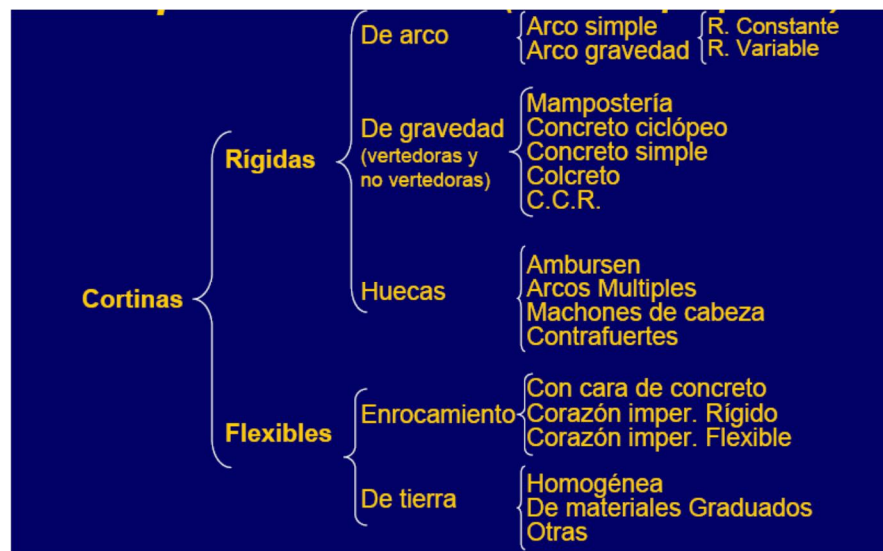 De arco
Arco simple
Arco gravedad
R. Constante
R. Variable
De gravedad
(vertedoras y
no vertedoras)
Mampostería
Concreto ciclópeo
Concreto simple
Colcreto
C.C.R.
Rígidas
Huecas
Ambursen
Arcos Multiples
Machones de cabeza
Contrafuertes
Cortinas
Flexibles
Enrocamiento
Con cara de concreto
Corazón imper. Rígido
Corazón imper. Flexible
De tierra
Homogénea
De materiales Graduados
Otras